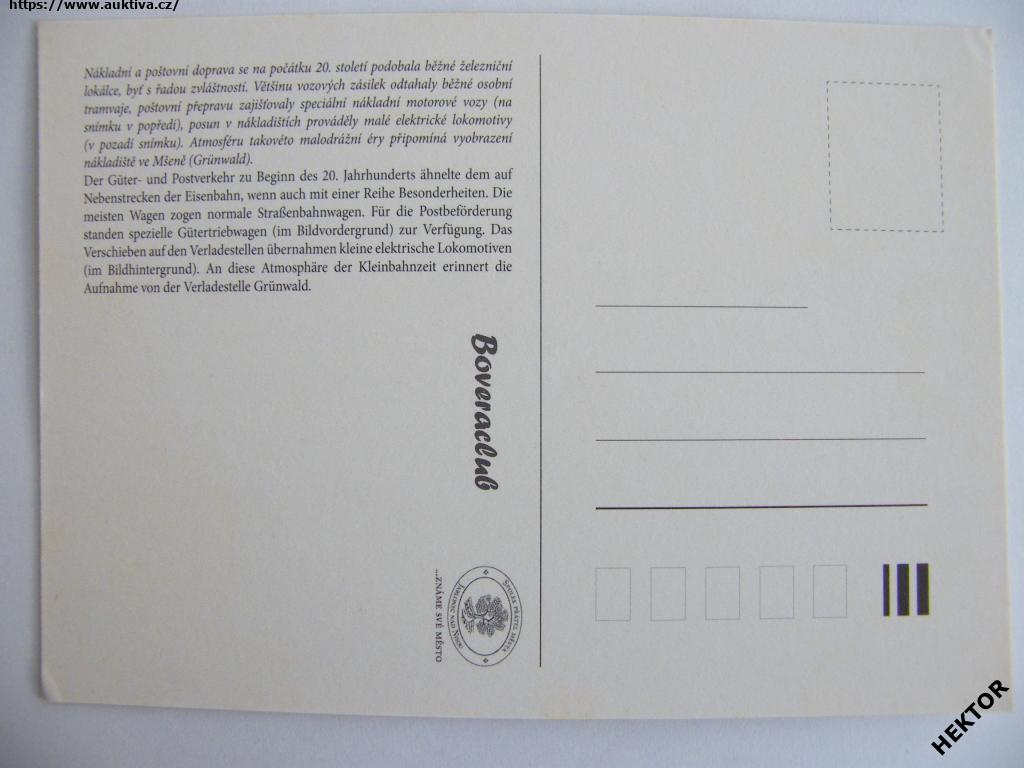 https://www.auktiva.cz/
Nákladní a poštovní doprava se na počátku 20. století podobala běžné železniční
lokálce, byť s řadou zvláštností. Většinu vozových zásilek odtahaly běžné osobní
tramvaje, poštovní přepravu zajišťovaly speciální nákladní motorové vozy (na
snímku v popředí), posun v nákladištích prováděly malé elektrické lokomotivy
(v pozadí snímku). Atmosféru takovéto malodrážní éry připomíná vyobrazení
nákladiště ve Mšeně (Grünwald).
Der Güter- und Postverkehr zu Beginn des 20. Jahrhunderts ähnelte dem auf
Nebenstrecken der Eisenbahn, wenn auch mit einer Reihe Besonderheiten. Die
meisten Wagen zogen normale Straßenbahnwagen. Für die Postbeförderung
standen spezielle Gütertriebwagen (im Bildvordergrund) zur Verfügung. Das
Verschieben auf den Verladestellen übernahmen kleine elektrische Lokomotiven
(im Bildhintergrund). An diese Atmosphäre der Kleinbahnzeit erinnert die
Aufnahme von der Verladestelle Grünwald.
Boveraclub
Spolek přátel města
Jablonec nad Nisou
...známe své město
HEKTOR